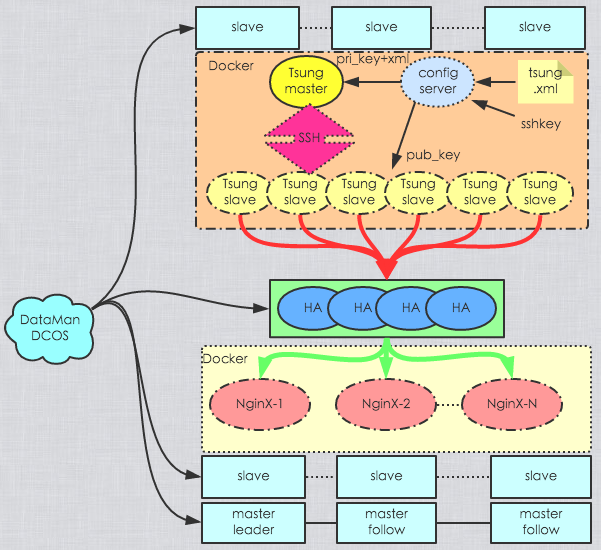 slave
slave
slave
Docker
pri_key+xml
Tsung
master
config
server
tsung
.xml
sshkey
SSH
pub_key
Tsung
slave
Tsung
slave
Tsung
slave
Tsung
slave
Tsung
slave
Tsung
slave
HA
HA
HA
HA
DataMan
DCOS
Docker
NginX-1
NginX-2
NginX-N
slave
slave
slave
master
leader
master
follow
master
follow